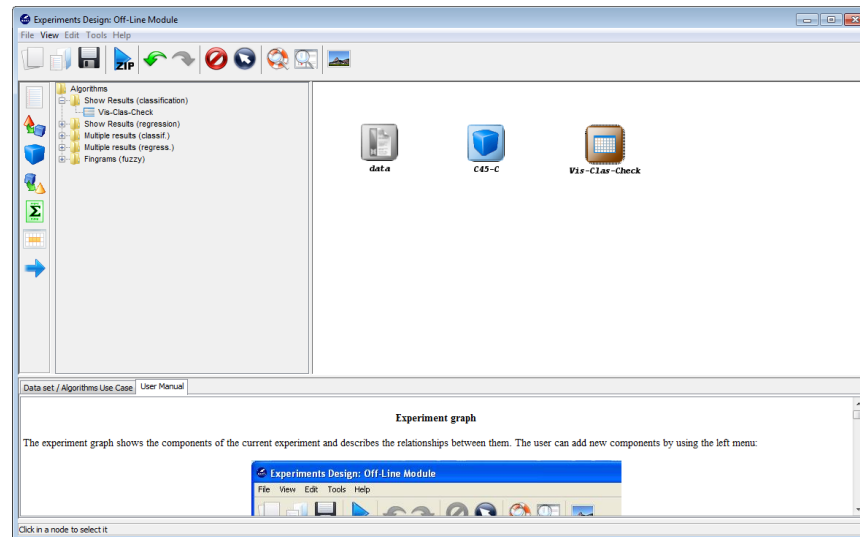 Experiments Design: Off-Line Module
File View Edit Tools Help
ZIP
Algorithms
Show Results (classification)
Vis-Clas-Check
Show Results (regression)
Multiple results (classif.)
Multiple results (regress.)
Fingrams (fuzzy)
Σ
data
C45-C
Vis-Clas-Check
Data set / Algorithms Use Case User Manual
Experiment graph
The experiment graph shows the components of the current experiment and describes the relationships between them. The user can add new components by using the left menu:
Experiments Design: Off-Line Module
File View Edit Tools Help
Click in a node to select it